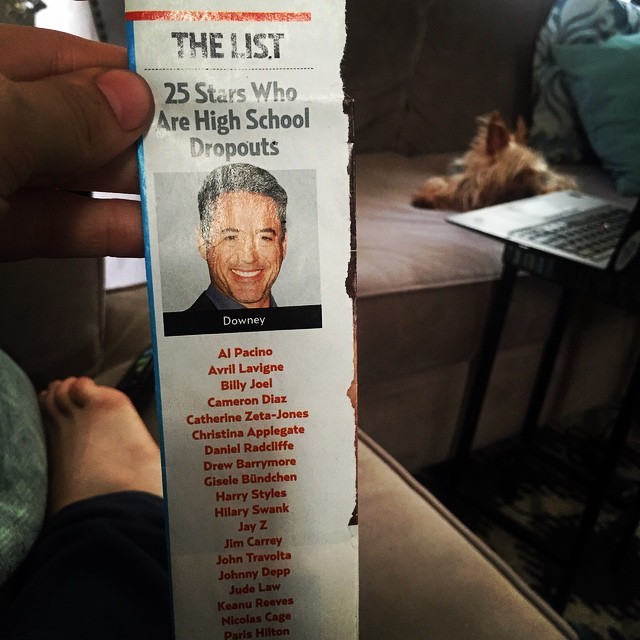 THE LIST
25 Stars Who
Are High School
Dropouts
Downey
Al Pacino
Avril Lavigne
Billy Joel
Cameron Diaz
Catherine Zeta-Jones
Christina Applegate
Daniel Radcliffe
Drew Barrymore
Gisele Bündchen
Harry Styles
Hilary Swank
Jay Z
Jim Carrey
John Travolta
Johnny Depp
Jude Law
Keanu Reeves
Nicolas Cage
Paris Hilton